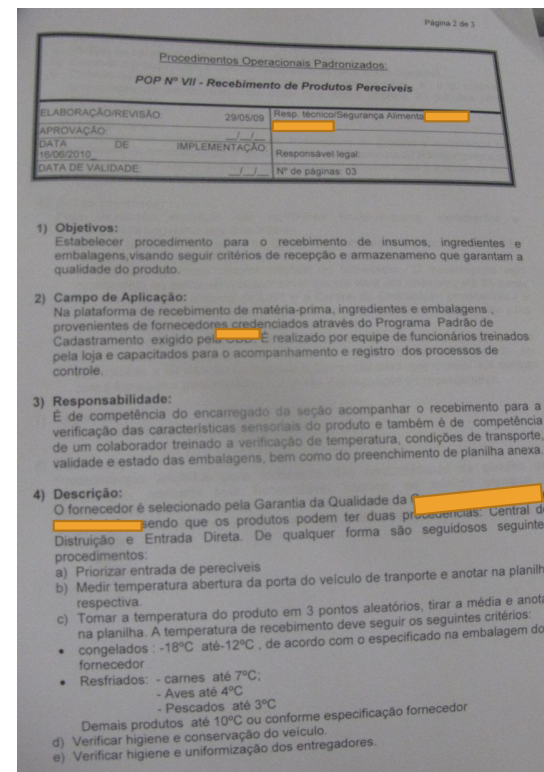 Página 2 de 3
Procedimentos Operacionais Padronizados:
POP Nº VII - Recebimento de Produtos Perecíveis
ELABORAÇÃO/REVISÃO: 29/05/09
Resp. técnico/Segurança Alimenta
APROVAÇÃO: __/__/__
DATA DE IMPLEMENTAÇÃO:
16/06/2010_
Responsável legal:
DATA DE VALIDADE: __/__/__
Nº de páginas: 03
1) Objetivos:
Estabelecer procedimento para o recebimento de insumos, ingredientes e
embalagens,visando seguir critérios de recepção e armazenameno que garantam a
qualidade do produto.
2) Campo de Aplicação:
Na plataforma de recebimento de matéria-prima, ingredientes e embalagens ,
provenientes de fornecedores credenciados através do Programa Padrão de
Cadastramento exigido pela É realizado por equipe de funcionários treinados
pela loja e capacitados para o acompanhamento e registro dos processos de
controle.
3) Responsabilidade:
É de competência do encarregado da seção acompanhar o recebimento para a
verificação das características sensoriais do produto e também é de competência
de um colaborador treinado a verificação de temperatura, condições de transporte,
validade e estado das embalagens, bem como do preenchimento de planilha anexa.
4) Descrição:
O fornecedor é selecionado pela Garantia da Qualidade da
sendo que os produtos podem ter duas procedências: Central de
Distruição e Entrada Direta. De qualquer forma são seguidosos seguinte
procedimentos:
a) Priorizar entrada de perecíveis
b) Medir temperatura abertura da porta do veículo de tranporte e anotar na planilh
respectiva.
c) Tomar a temperatura do produto em 3 pontos aleatórios, tirar a média e anota
na planilha. A temperatura de recebimento deve seguir os seguintes critérios:
• congelados : -18ºC até-12ºC , de acordo com o especificado na embalagem do
fornecedor
• Resfriados: - carnes até 7ºC;
- Aves até 4ºC
- Pescados até 3ºC
Demais produtos até 10ºC ou conforme especificação fornecedor
d) Verificar higiene e conservação do veículo.
e) Verificar higiene e uniformização dos entregadores.